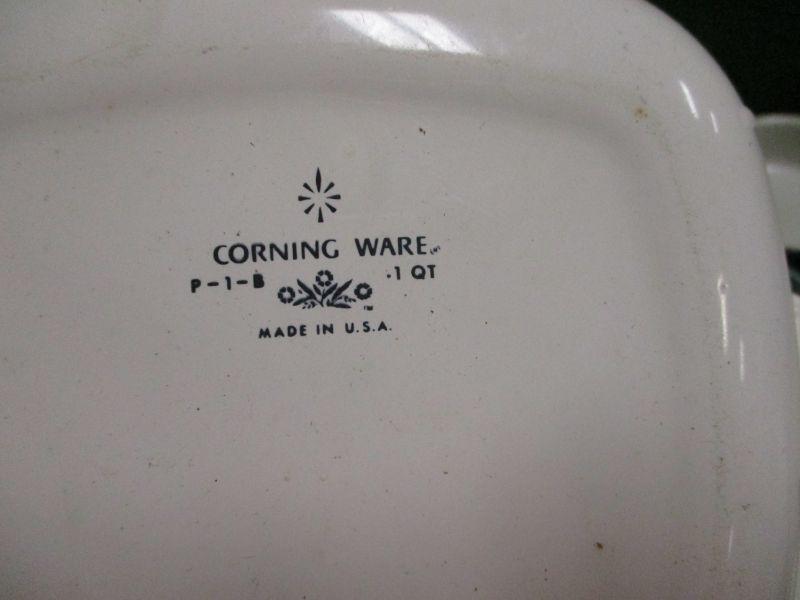 CORNING WARE
P-1-B 1 QT
MADE IN U.S.A.